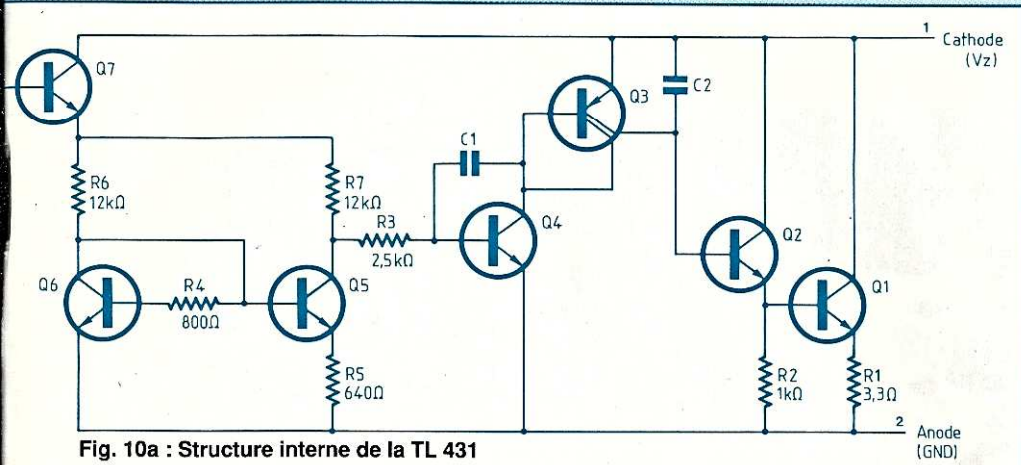 1 Cathode
(Vz)
Q7
Q3
C2
C1
R6
12kΩ
R7
12kΩ
R3
2,5kΩ
Q4
Q2
Q6
R4
800Ω
Q5
Q1
R5
640Ω
R2
1kΩ
R1
3,3Ω
2 Anode
(GND)
Fig. 10a : Structure interne de la TL 431